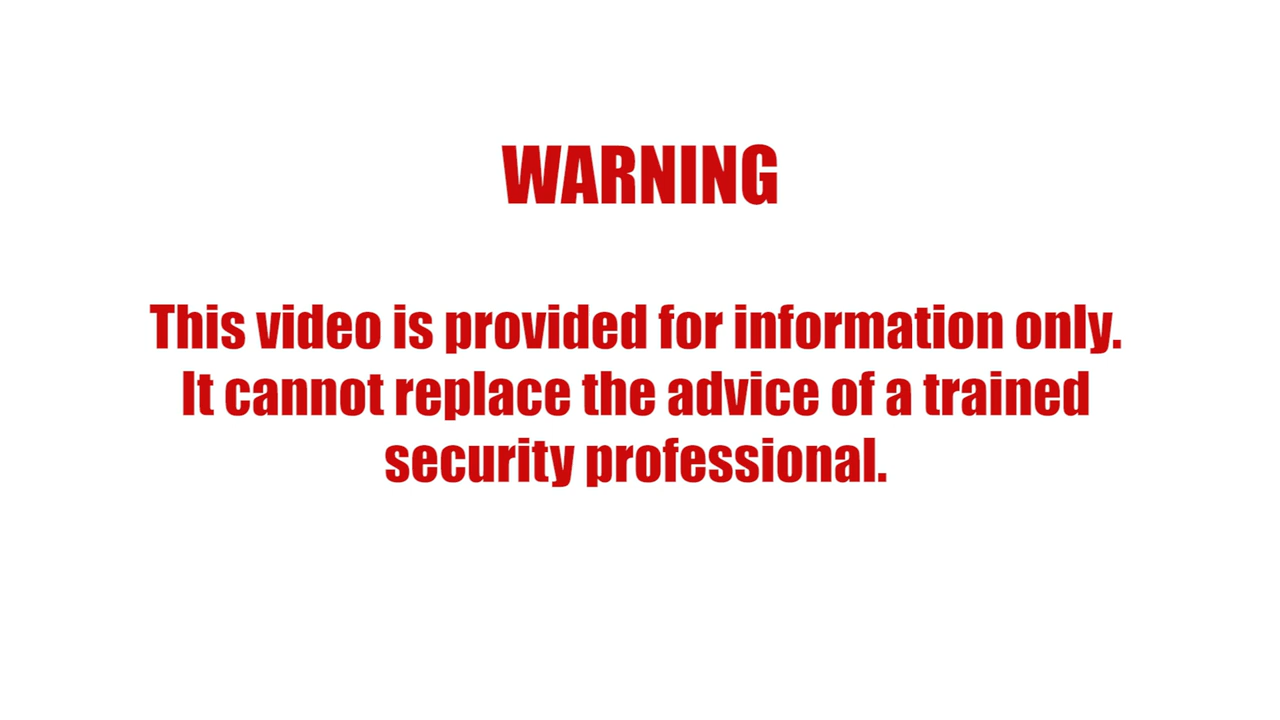 WARNING
This video is provided for information only.
It cannot replace the advice of a trained
security professional.